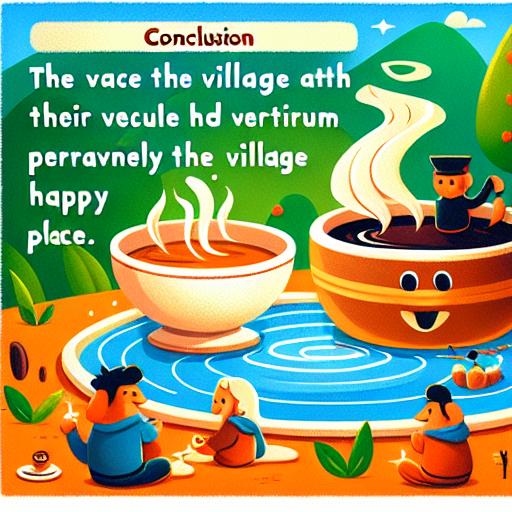 Conclusion
The vace the village atth
their vecule hd vertirum
perravnely the village
happy
place.